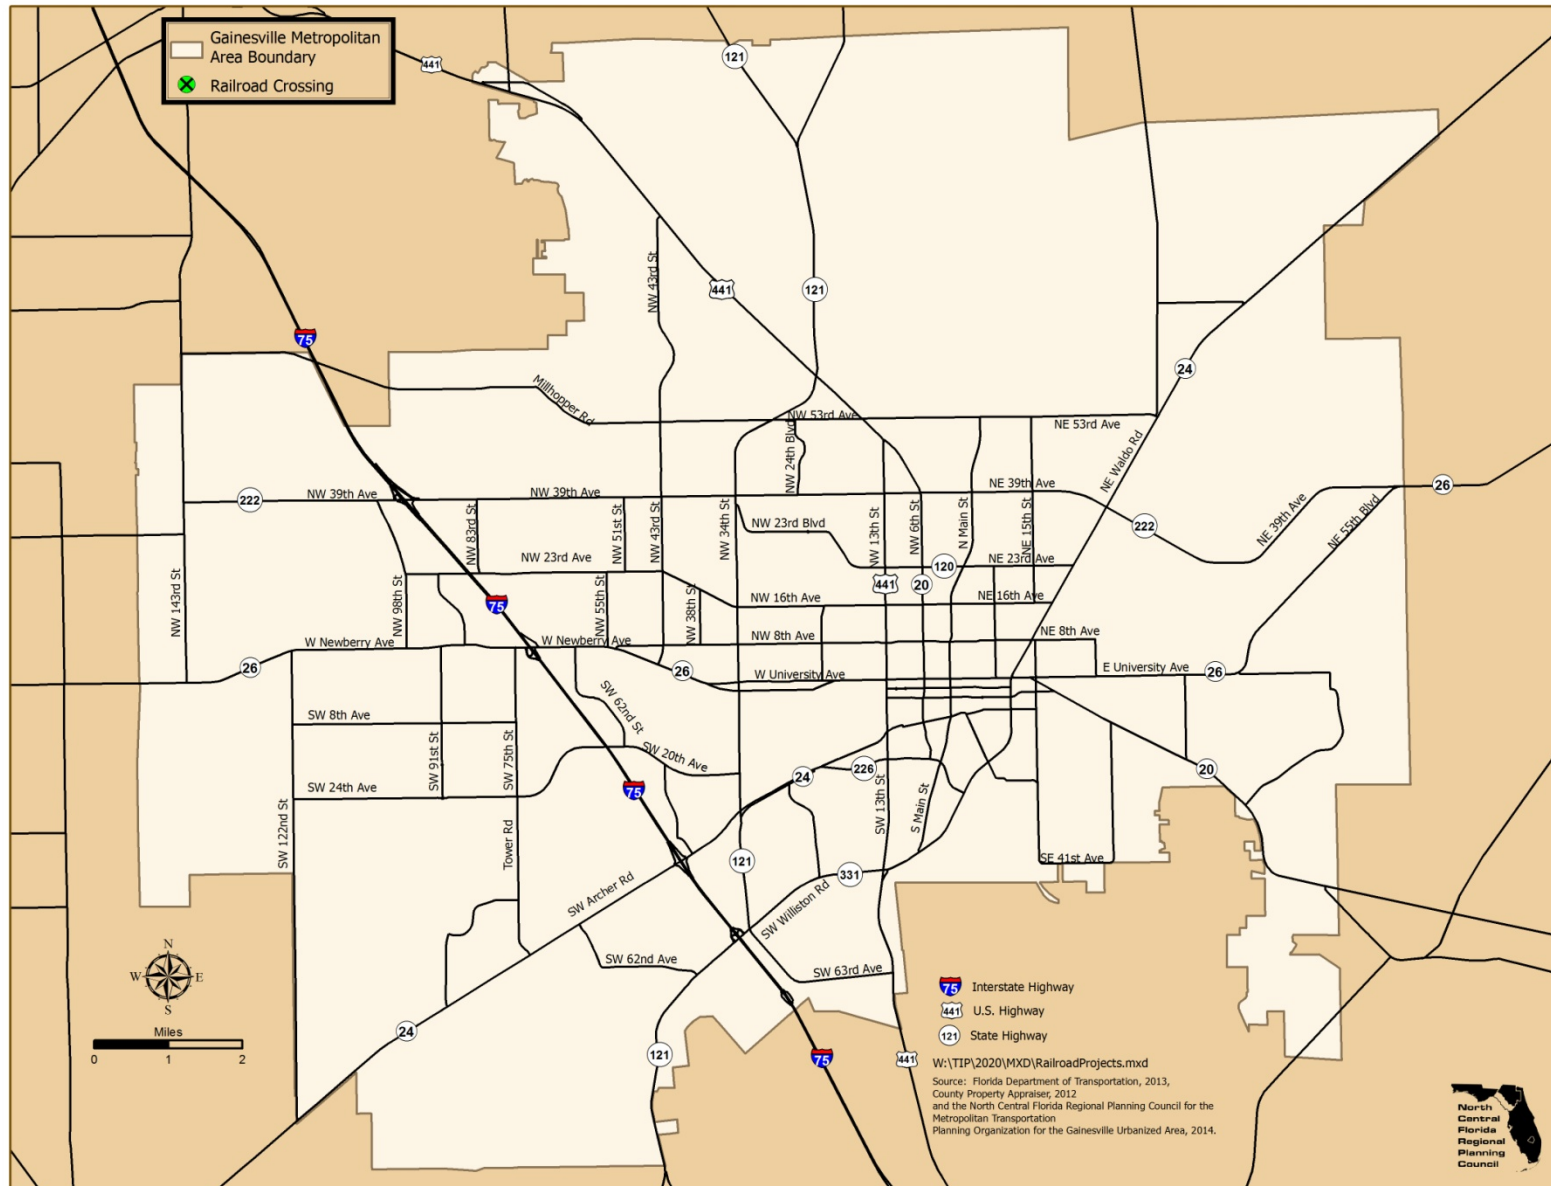 Gainesville Metropolitan
Area Boundary
Railroad Crossing
441
121
NW 43rd St
441
121
75
24
Millhopper Rd
NW 53rd Ave
NE 53rd Ave
NW 24th Blvd
NE Waldo Rd
222
NW 39th Ave
NW 39th Ave
NE 39th Ave
26
NW 83rd St
NW 51st St
NW 43rd St
NW 34th St
NW 23rd Blvd
NW 13th St
NW 6th St
N Main St
NE 15th St
222
NE 39th Ave
NE 55th Blvd
NW 23rd Ave
120
NE 23rd Ave
NW 143rd St
NW 98th St
75
NW 55th St
NW 38th St
441
20
NW 16th Ave
NE 16th Ave
W Newberry Ave
W Newberry Ave
NW 8th Ave
NE 8th Ave
26
26
W University Ave
E University Ave
26
SW 62nd St
SW 8th Ave
SW 91st St
SW 75th St
SW 20th Ave
24
226
20
SW 24th Ave
75
SW 122nd St
Tower Rd
SW 13th St
S Main St
121
331
SE 41st Ave
SW Archer Rd
SW Williston Rd
SW 62nd Ave
SW 63rd Ave
N
W
E
S
Miles
0
1
2
24
121
75
441
75
Interstate Highway
441
U.S. Highway
121
State Highway
W:\TIP\2020\MXD\RailroadProjects.mxd
Source: Florida Department of Transportation, 2013,
County Property Appraiser, 2012
and the North Central Florida Regional Planning Council for the
Metropolitan Transportation
Planning Organization for the Gainesville Urbanized Area, 2014.
North
Central
Florida
Regional
Planning
Council